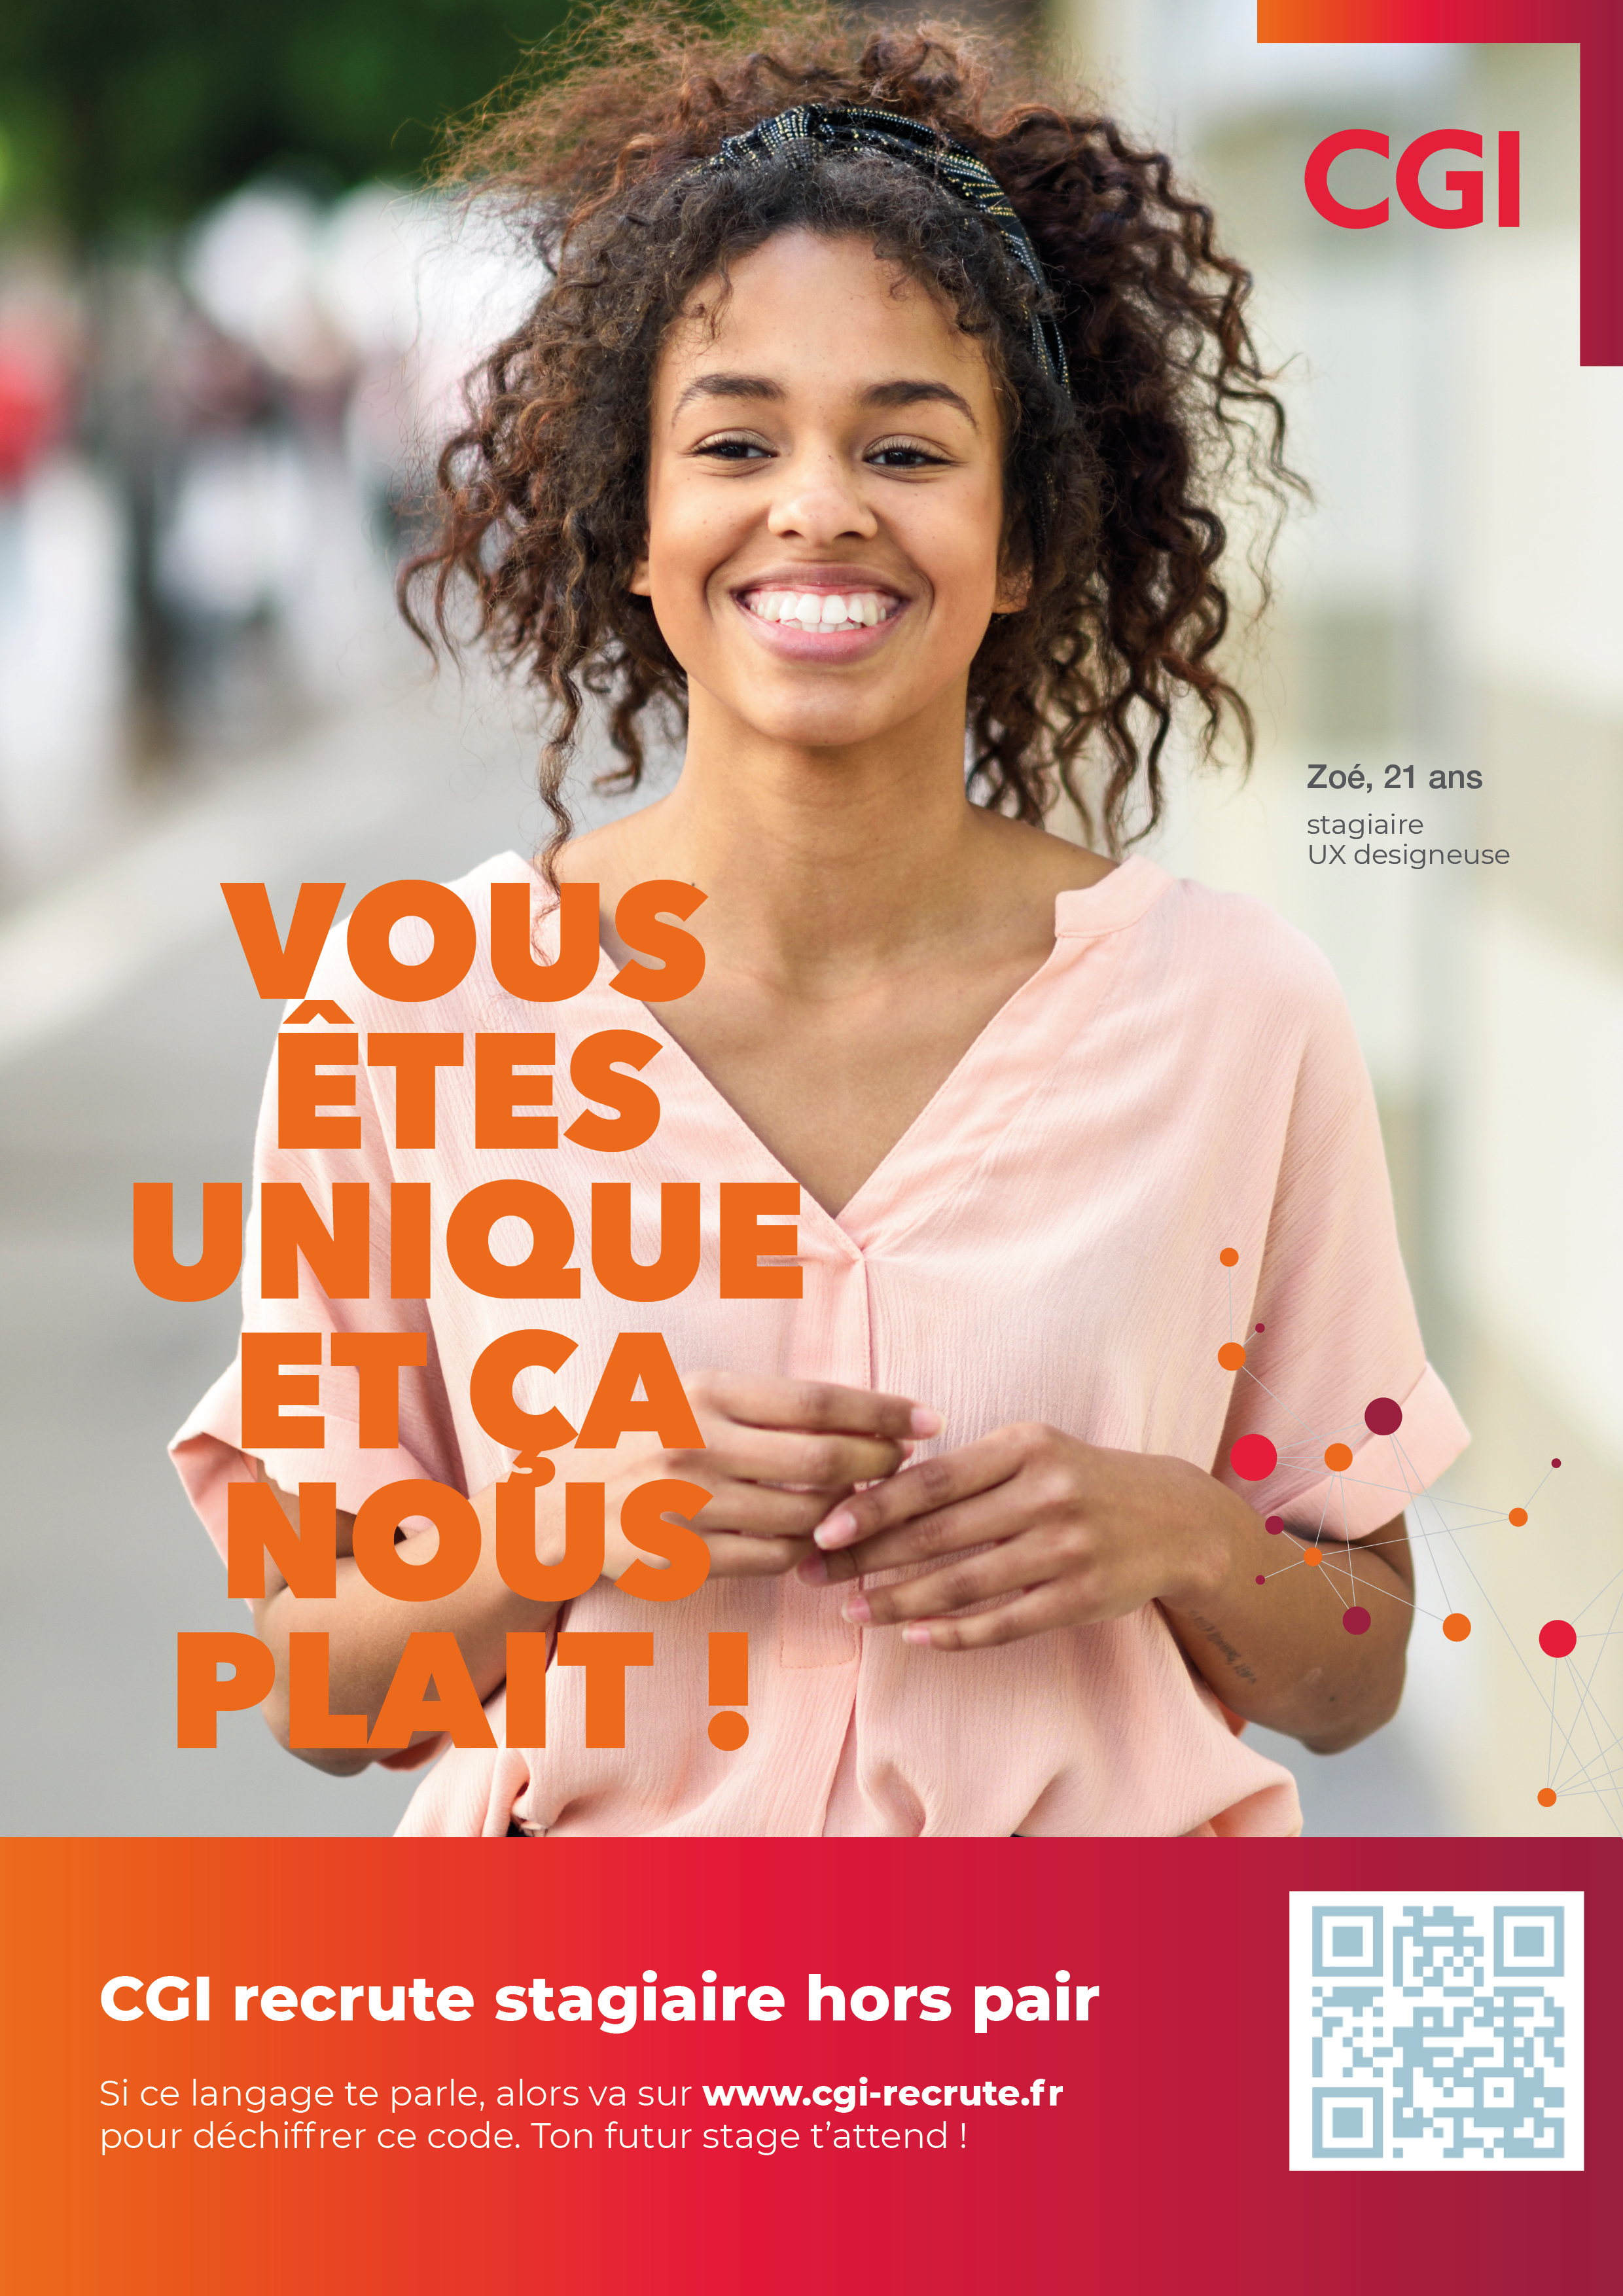 CGI
Zoé, 21 ans
stagiaire
UX designeuse
VOUS
ÊTES
UNIQUE
ET ÇA
NOUS
PLAIT !
CGI recrute stagiaire hors pair
Si ce langage te parle, alors va sur www.cgi-recrute.fr
pour déchiffrer ce code. Ton futur stage t’attend !